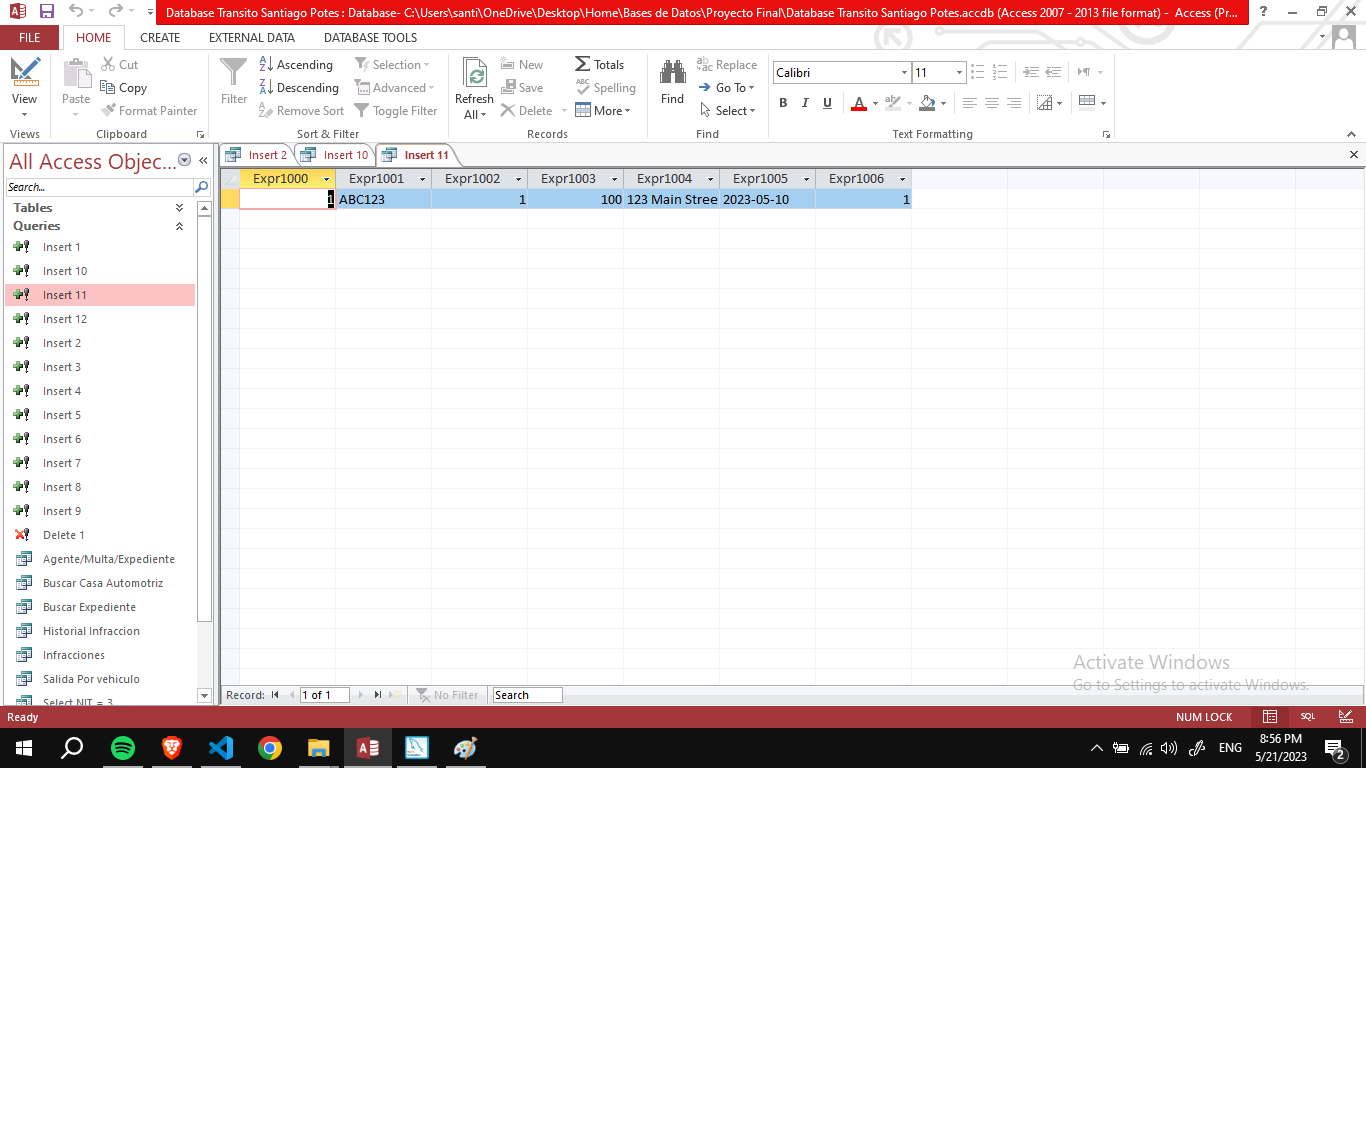 Database Transito Santiago Potes : Database- C:\Users\santi\OneDrive\Desktop\Home\Bases de Datos\Proyecto Final\Database Transito Santiago Potes.accdb (Access 2007 - 2013 file format) - Access (Pr...
FILE HOME CREATE EXTERNAL DATA DATABASE TOOLS
View
Views
Paste
Cut
Copy
Format Painter
Clipboard
Filter
Ascending
Descending
Remove Sort
Selection
Advanced
Toggle Filter
Sort & Filter
Refresh
All
New
Save
Delete
Totals
Spelling
More
Records
Find
Replace
Go To
Select
Find
Calibri 11
B I U A
Text Formatting
All Access Objec...
Search...
Tables
Queries
Insert 1
Insert 10
Insert 11
Insert 12
Insert 2
Insert 3
Insert 4
Insert 5
Insert 6
Insert 7
Insert 8
Insert 9
Delete 1
Agente/Multa/Expediente
Buscar Casa Automotriz
Buscar Expediente
Historial Infraccion
Infracciones
Salida Por vehiculo
Select NIT = 3
Insert 2 Insert 10 Insert 11
Expr1000 Expr1001 Expr1002 Expr1003 Expr1004 Expr1005 Expr1006
1 ABC123 1 100 123 Main Stree 2023-05-10 1
Activate Windows
Go to Settings to activate Windows.
Record: 1 of 1 No Filter Search
Ready NUM LOCK SQL
ENG 8:56 PM
5/21/2023 2